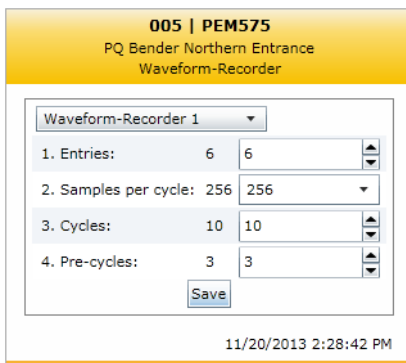 005 | PEM575
PQ Bender Northern Entrance
Waveform-Recorder
Waveform-Recorder 1
1. Entries: 6 6
2. Samples per cycle: 256 256
3. Cycles: 10 10
4. Pre-cycles: 3 3
Save
11/20/2013 2:28:42 PM